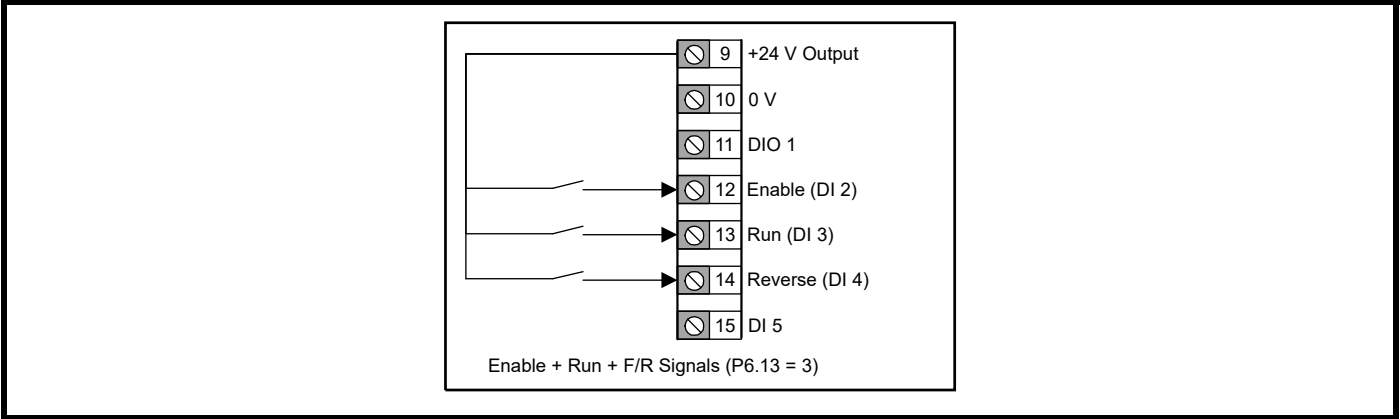 9 +24 V Output
10 0 V
11 DIO 1
12 Enable (DI 2)
13 Run (DI 3)
14 Reverse (DI 4)
15 DI 5
Enable + Run + F/R Signals (P6.13 = 3)